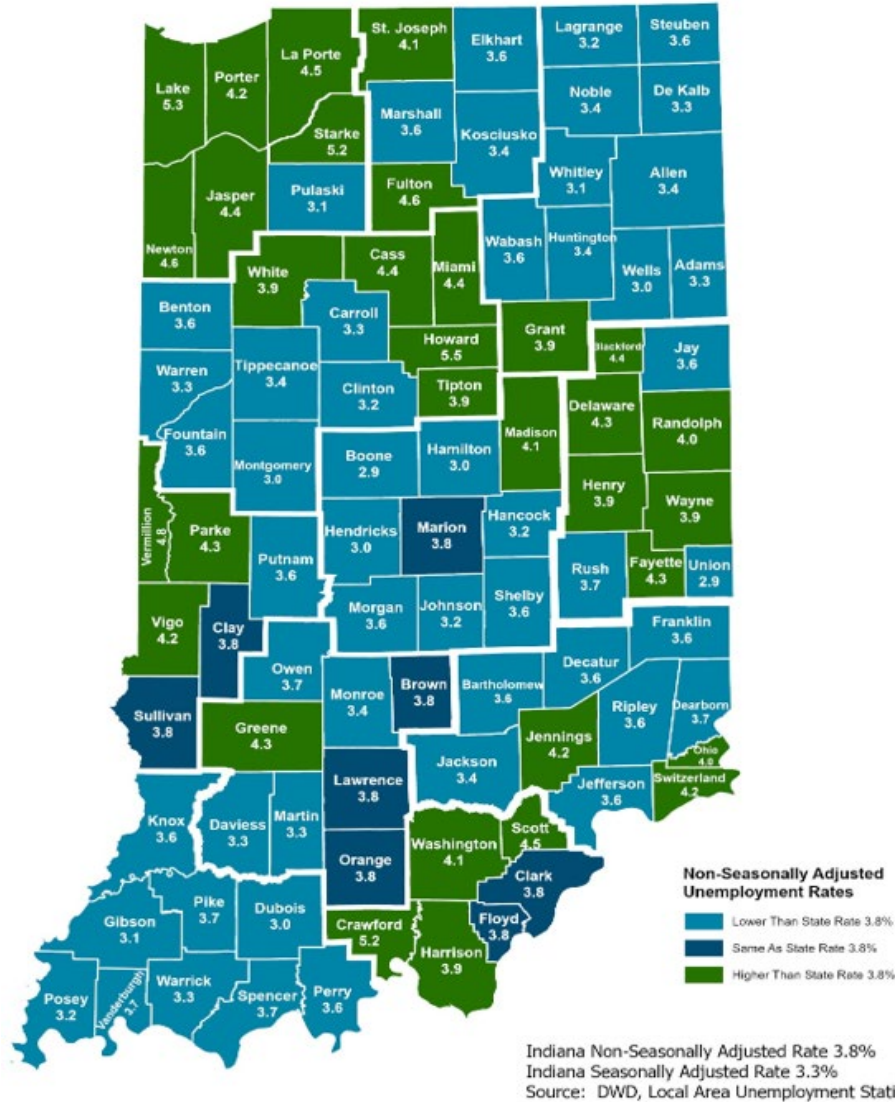 St. Joseph
4.1
Elkhart
3.6
Lagrange
3.2
Steuben
3.6
La Porte
4.5
Porter
4.2
Lake
5.3
Noble
3.4
De Kalb
3.3
Marshall
3.6
Kosciusko
3.4
Starke
5.2
Whitley
3.1
Allen
3.4
Pulaski
3.1
Fulton
4.6
Jasper
4.4
Newton
4.6
Wabash
3.6
Huntington
3.4
Wells
3.0
Adams
3.3
White
3.9
Cass
4.4
Miami
4.4
Benton
3.6
Carroll
3.3
Howard
5.5
Grant
3.9
Blackford
4.4
Jay
3.6
Warren
3.3
Tippecanoe
3.4
Clinton
3.2
Tipton
3.9
Delaware
4.3
Randolph
4.0
Fountain
3.6
Montgomery
3.0
Boone
2.9
Hamilton
3.0
Madison
4.1
Henry
3.9
Wayne
3.9
Vermillion
4.8
Parke
4.3
Putnam
3.6
Hendricks
3.0
Marion
3.8
Hancock
3.2
Rush
3.7
Fayette
4.3
Union
2.9
Vigo
4.2
Clay
3.8
Morgan
3.6
Johnson
3.2
Shelby
3.6
Franklin
3.6
Owen
3.7
Monroe
3.4
Brown
3.8
Bartholomew
3.6
Decatur
3.6
Ripley
3.6
Dearborn
3.7
Sullivan
3.8
Greene
4.3
Jennings
4.2
Ohio
4.0
Switzerland
4.2
Lawrence
3.8
Jackson
3.4
Jefferson
3.6
Knox
3.6
Daviess
3.3
Martin
3.3
Orange
3.8
Washington
4.1
Scott
4.5
Clark
3.8
Floyd
3.8
Gibson
3.1
Pike
3.7
Dubois
3.0
Crawford
5.2
Harrison
3.9
Posey
3.2
Vanderburgh
3.7
Warrick
3.3
Spencer
3.7
Perry
3.6
Non-Seasonally Adjusted
Unemployment Rates
Lower Than State Rate 3.8%
Same As State Rate 3.8%
Higher Than State Rate 3.8%
Indiana Non-Seasonally Adjusted Rate 3.8%
Indiana Seasonally Adjusted Rate 3.3%
Source: DWD, Local Area Unemployment Stati